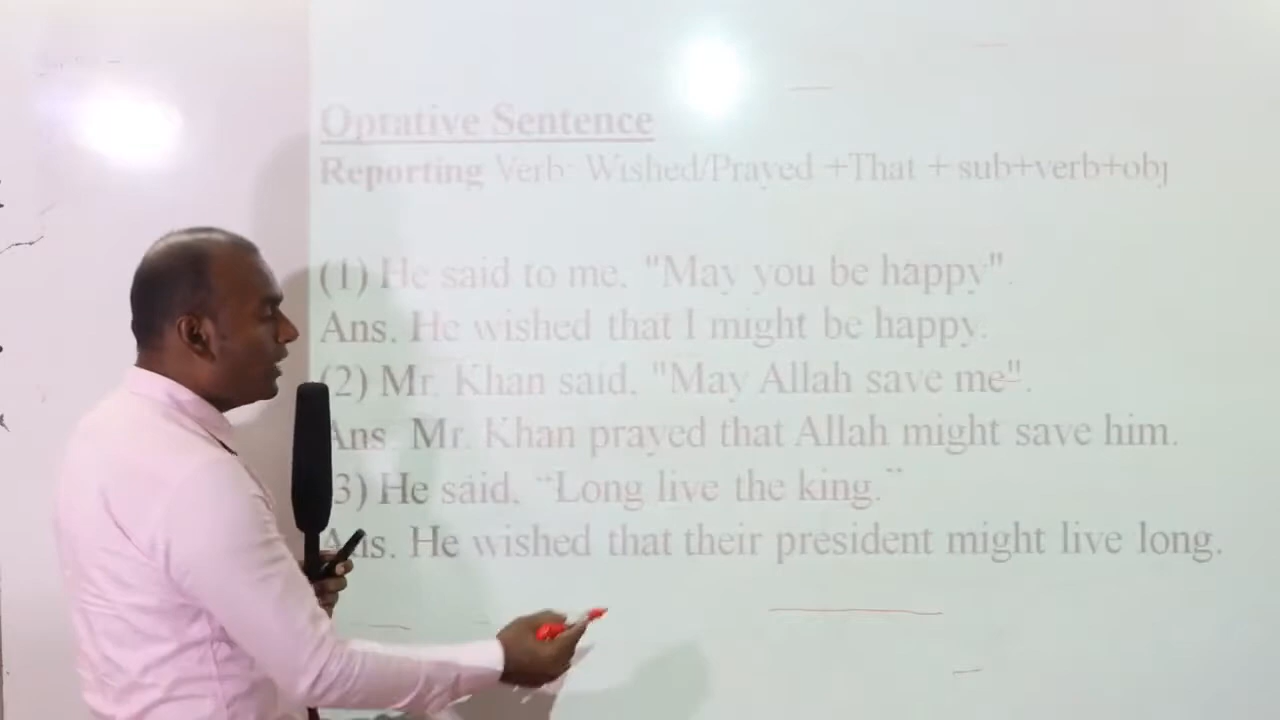 Optative Sentence
Reporting Verb: Wished/Prayed +That + sub+verb+obj
(1) He said to me, "May you be happy".
Ans. He wished that I might be happy.
(2) Mr. Khan said, "May Allah save me".
Ans. Mr. Khan prayed that Allah might save him.
3) He said, “Long live the king.”
Ans. He wished that their president might live long.